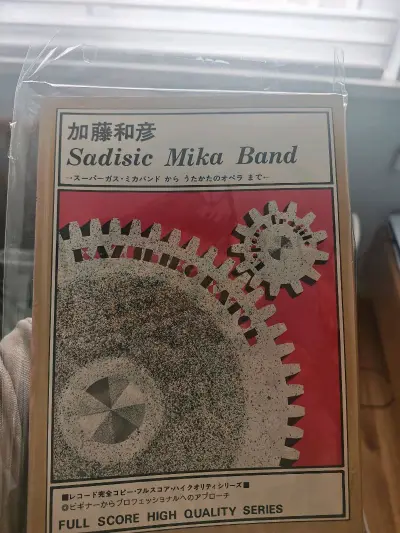 加藤和彦
Sadisic Mika Band
→スーパーガス・ミカバンド から うたかたのオペラ まで←
KAZUHIKO KATOH
■レコード完全コピー・フルスコア・ハイクオリティシリーズ■
◎ビギナーからプロフェッショナルへのアプローチ
FULL SCORE HIGH QUALITY SERIES